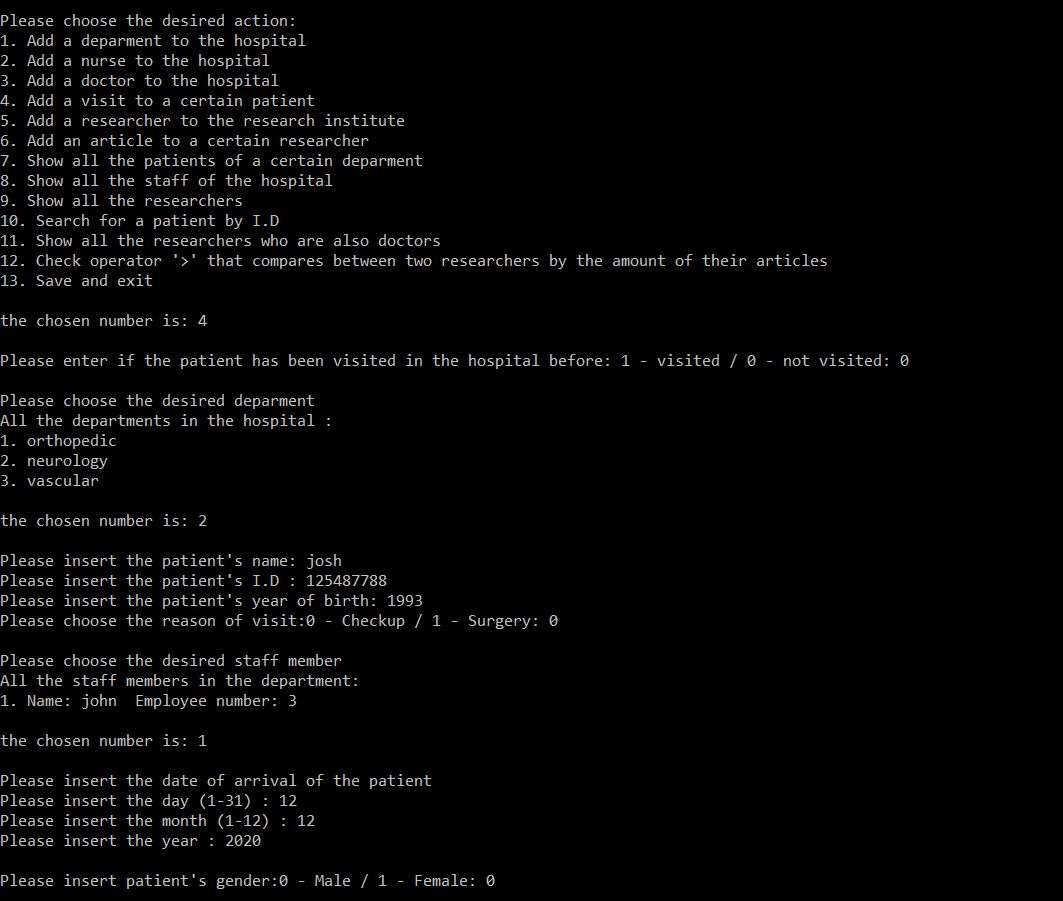 Please choose the desired action:
1. Add a deparment to the hospital
2. Add a nurse to the hospital
3. Add a doctor to the hospital
4. Add a visit to a certain patient
5. Add a researcher to the research institute
6. Add an article to a certain researcher
7. Show all the patients of a certain deparment
8. Show all the staff of the hospital
9. Show all the researchers
10. Search for a patient by I.D
11. Show all the researchers who are also doctors
12. Check operator '>' that compares between two researchers by the amount of their articles
13. Save and exit
the chosen number is: 4
Please enter if the patient has been visited in the hospital before: 1 - visited / 0 - not visited: 0
Please choose the desired deparment
All the departments in the hospital :
1. orthopedic
2. neurology
3. vascular
the chosen number is: 2
Please insert the patient's name: josh
Please insert the patient's I.D : 125487788
Please insert the patient's year of birth: 1993
Please choose the reason of visit:0 - Checkup / 1 - Surgery: 0
Please choose the desired staff member
All the staff members in the department:
1. Name: john  Employee number: 3
the chosen number is: 1
Please insert the date of arrival of the patient
Please insert the day (1-31) : 12
Please insert the month (1-12) : 12
Please insert the year : 2020
Please insert patient's gender:0 - Male / 1 - Female: 0